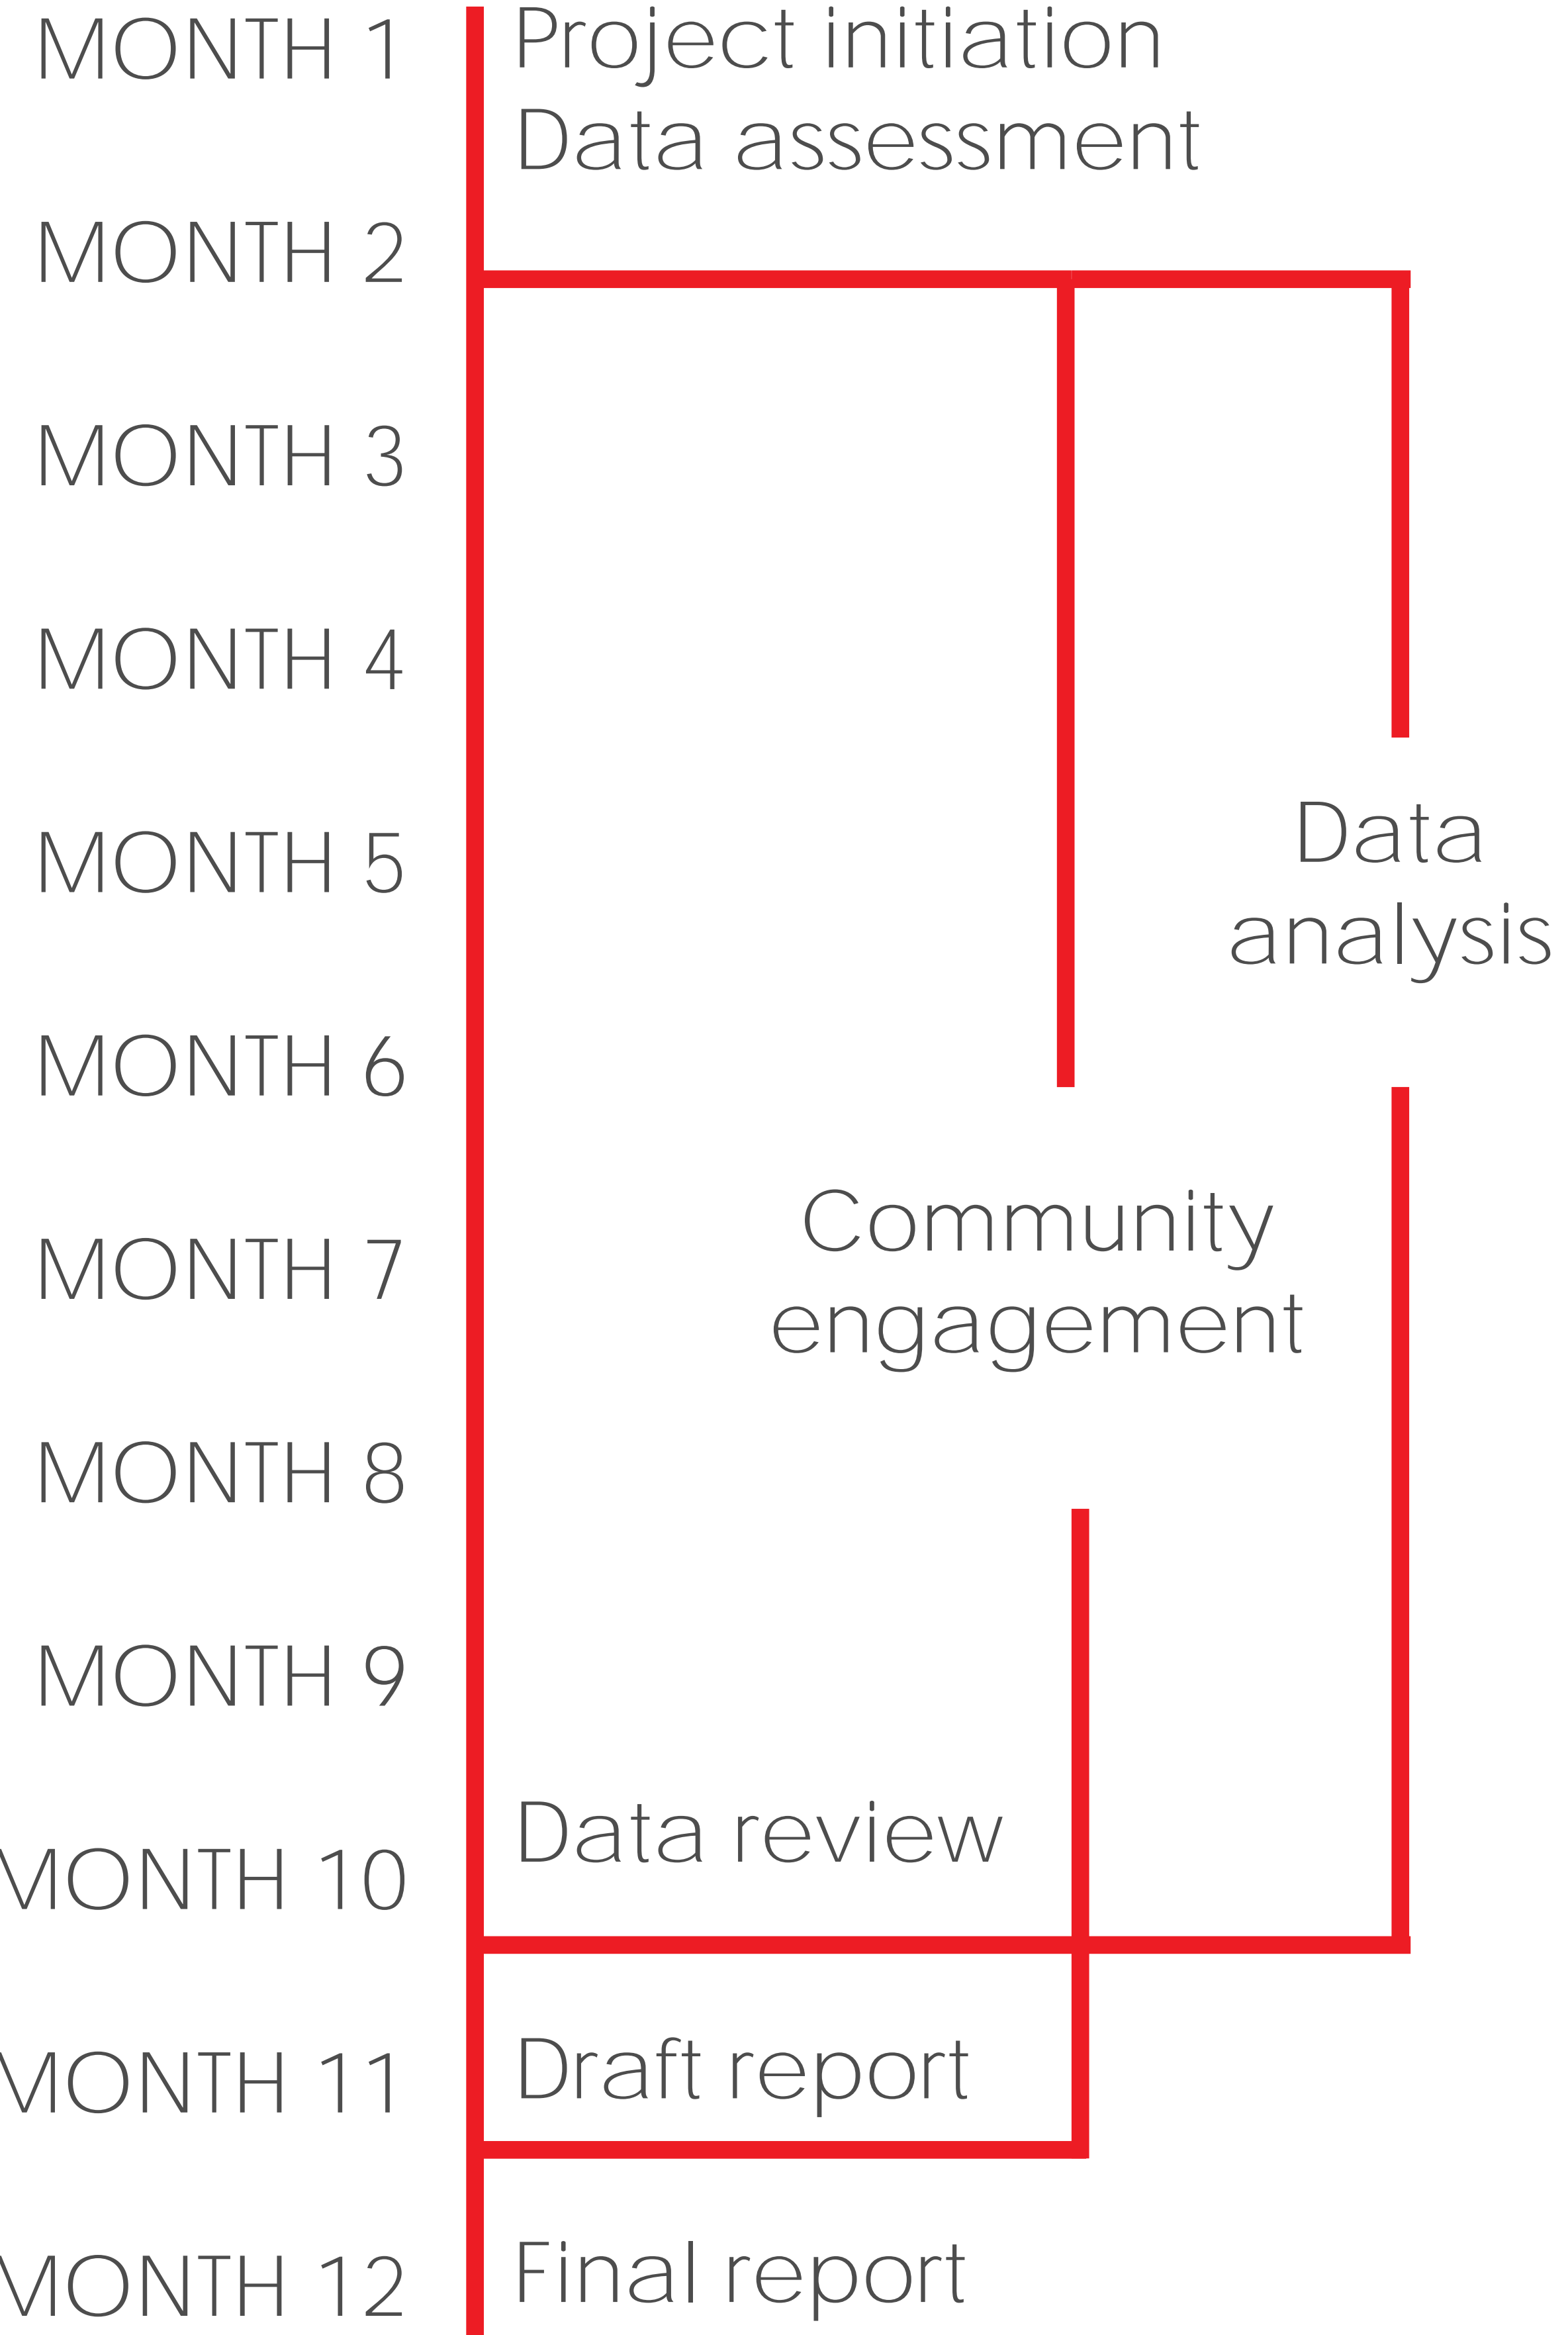 MONTH 1
Project initiation
Data assessment
MONTH 2
MONTH 3
MONTH 4
MONTH 5
Data
analysis
MONTH 6
MONTH 7
Community
engagement
MONTH 8
MONTH 9
Data review
MONTH 10
Draft report
MONTH 11
Final report
MONTH 12